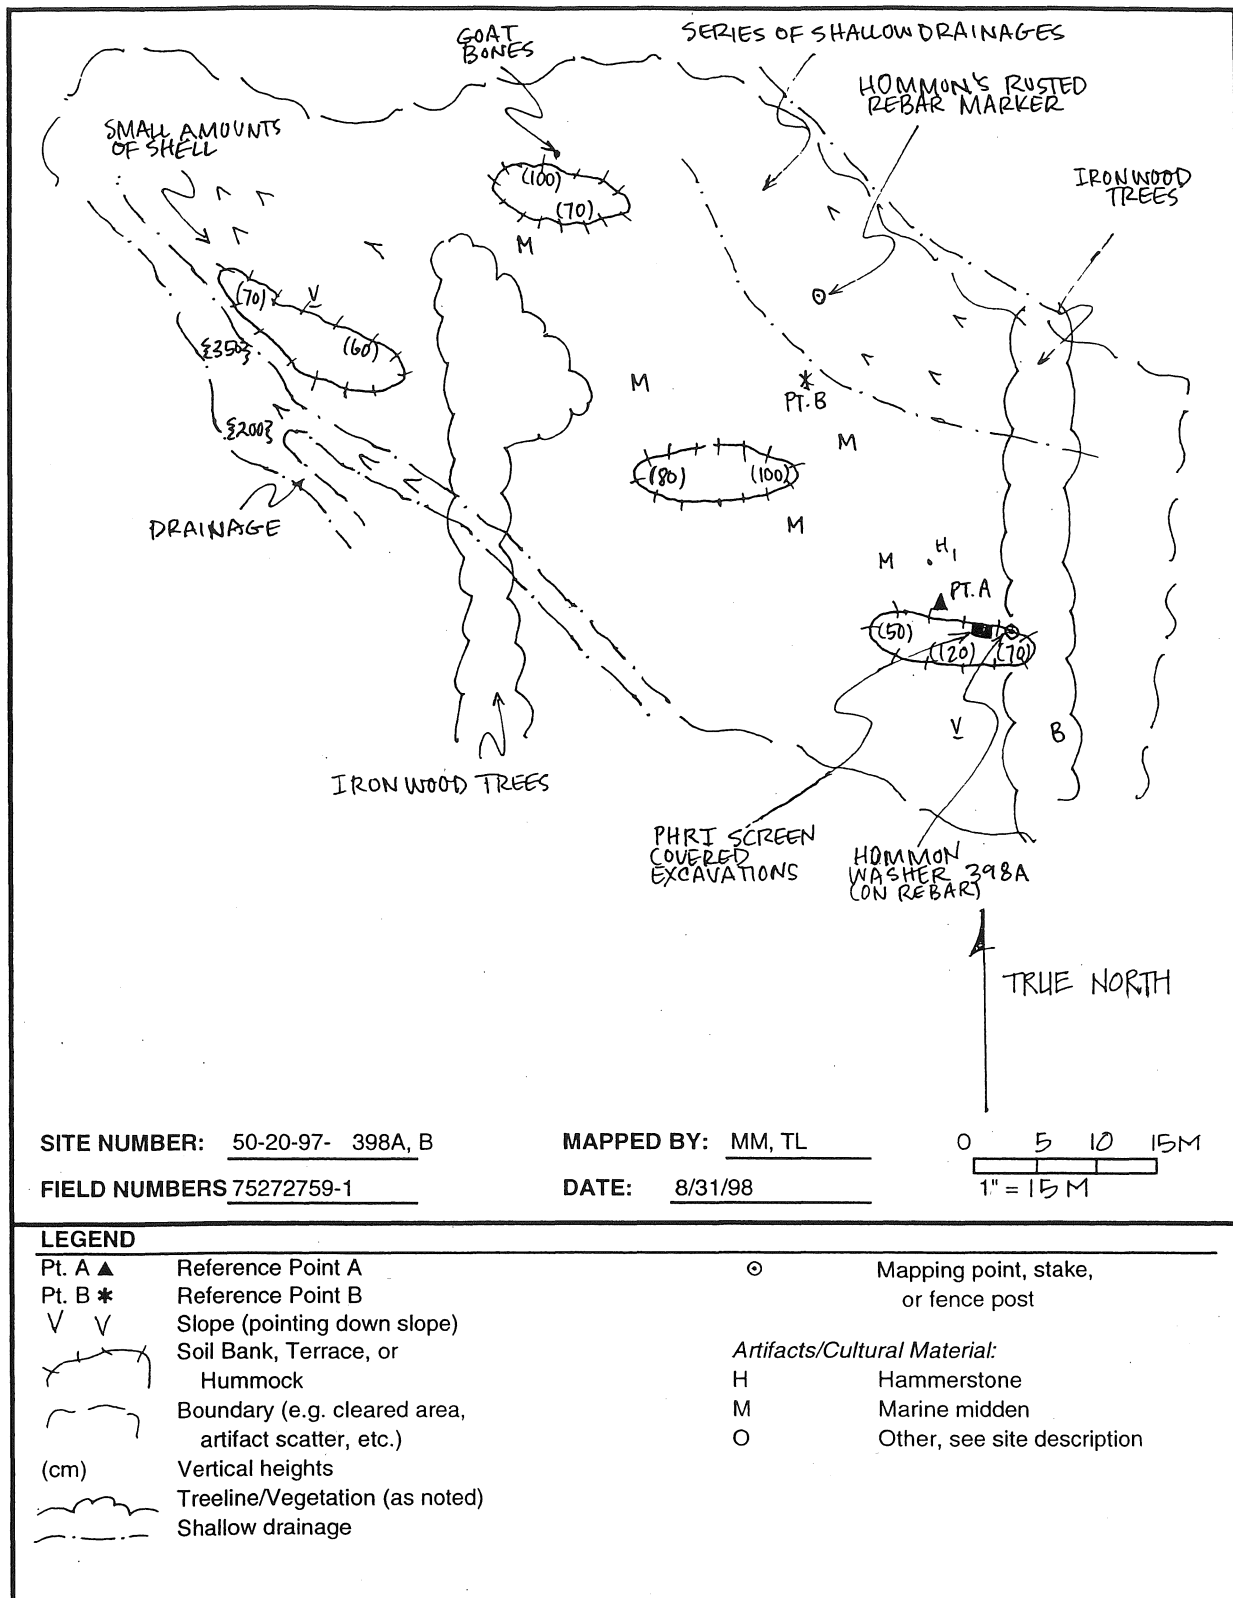 GOAT
BONES
SERIES OF SHALLOW DRAINAGES
HOMMON'S RUSTED
REBAR MARKER
SMALL AMOUNTS
OF SHELL
IRONWOOD
TREES
(100)
(70)
M
(70)
V
(60)
{350}
M
PT. B
{200}
M
(80)
(100)
DRAINAGE
M
M
H1
PT. A
(50)
(20)
(70)
V
B
IRONWOOD TREES
PHRI SCREEN
COVERED
EXCAVATIONS
HOMMON
WASHER 398A
(ON REBAR)
TRUE NORTH
SITE NUMBER: 50-20-97- 398A, B
MAPPED BY: MM, TL
0 5 10 15M
FIELD NUMBERS 75272759-1
DATE: 8/31/98
1" = 15M
LEGEND
Pt. A ▲ Reference Point A
Pt. B * Reference Point B
V V Slope (pointing down slope)
Soil Bank, Terrace, or
Hummock
Boundary (e.g. cleared area,
artifact scatter, etc.)
(cm) Vertical heights
Treeline/Vegetation (as noted)
Shallow drainage
Mapping point, stake,
or fence post
Artifacts/Cultural Material:
H Hammerstone
M Marine midden
O Other, see site description